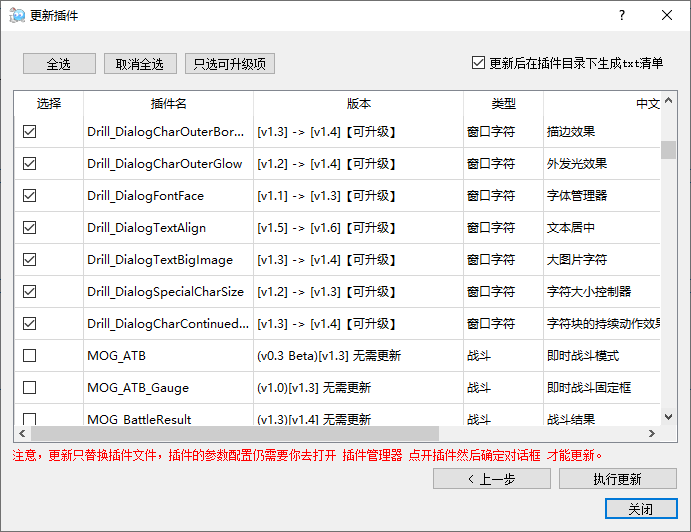 更新插件
全选 取消全选 只选可升级项 更新后在插件目录下生成txt清单
选择 插件名 版本 类型 中文
Drill_DialogCharOuterBor... [v1.3] -> [v1.4]【可升级】 窗口字符 描边效果
Drill_DialogCharOuterGlow [v1.2] -> [v1.4]【可升级】 窗口字符 外发光效果
Drill_DialogFontFace [v1.1] -> [v1.3]【可升级】 窗口字符 字体管理器
Drill_DialogTextAlign [v1.5] -> [v1.6]【可升级】 窗口字符 文本居中
Drill_DialogTextBigImage [v1.3] -> [v1.4]【可升级】 窗口字符 大图片字符
Drill_DialogSpecialCharSize [v1.2] -> [v1.3]【可升级】 窗口字符 字符大小控制器
Drill_DialogCharContinued... [v1.3] -> [v1.4]【可升级】 窗口字符 字符块的持续动作效果
MOG_ATB (v0.3 Beta)[v1.3] 无需更新 战斗 即时战斗模式
MOG_ATB_Gauge (v1.0)[v1.3] 无需更新 战斗 即时战斗固定框
MOG_BattleResult (v1.3)[v1.4] 无需更新 战斗 战斗结果
注意，更新只替换插件文件，插件的参数配置仍需要你去打开 插件管理器 点开插件然后确定对话框 才能更新。
< 上一步 执行更新
关闭